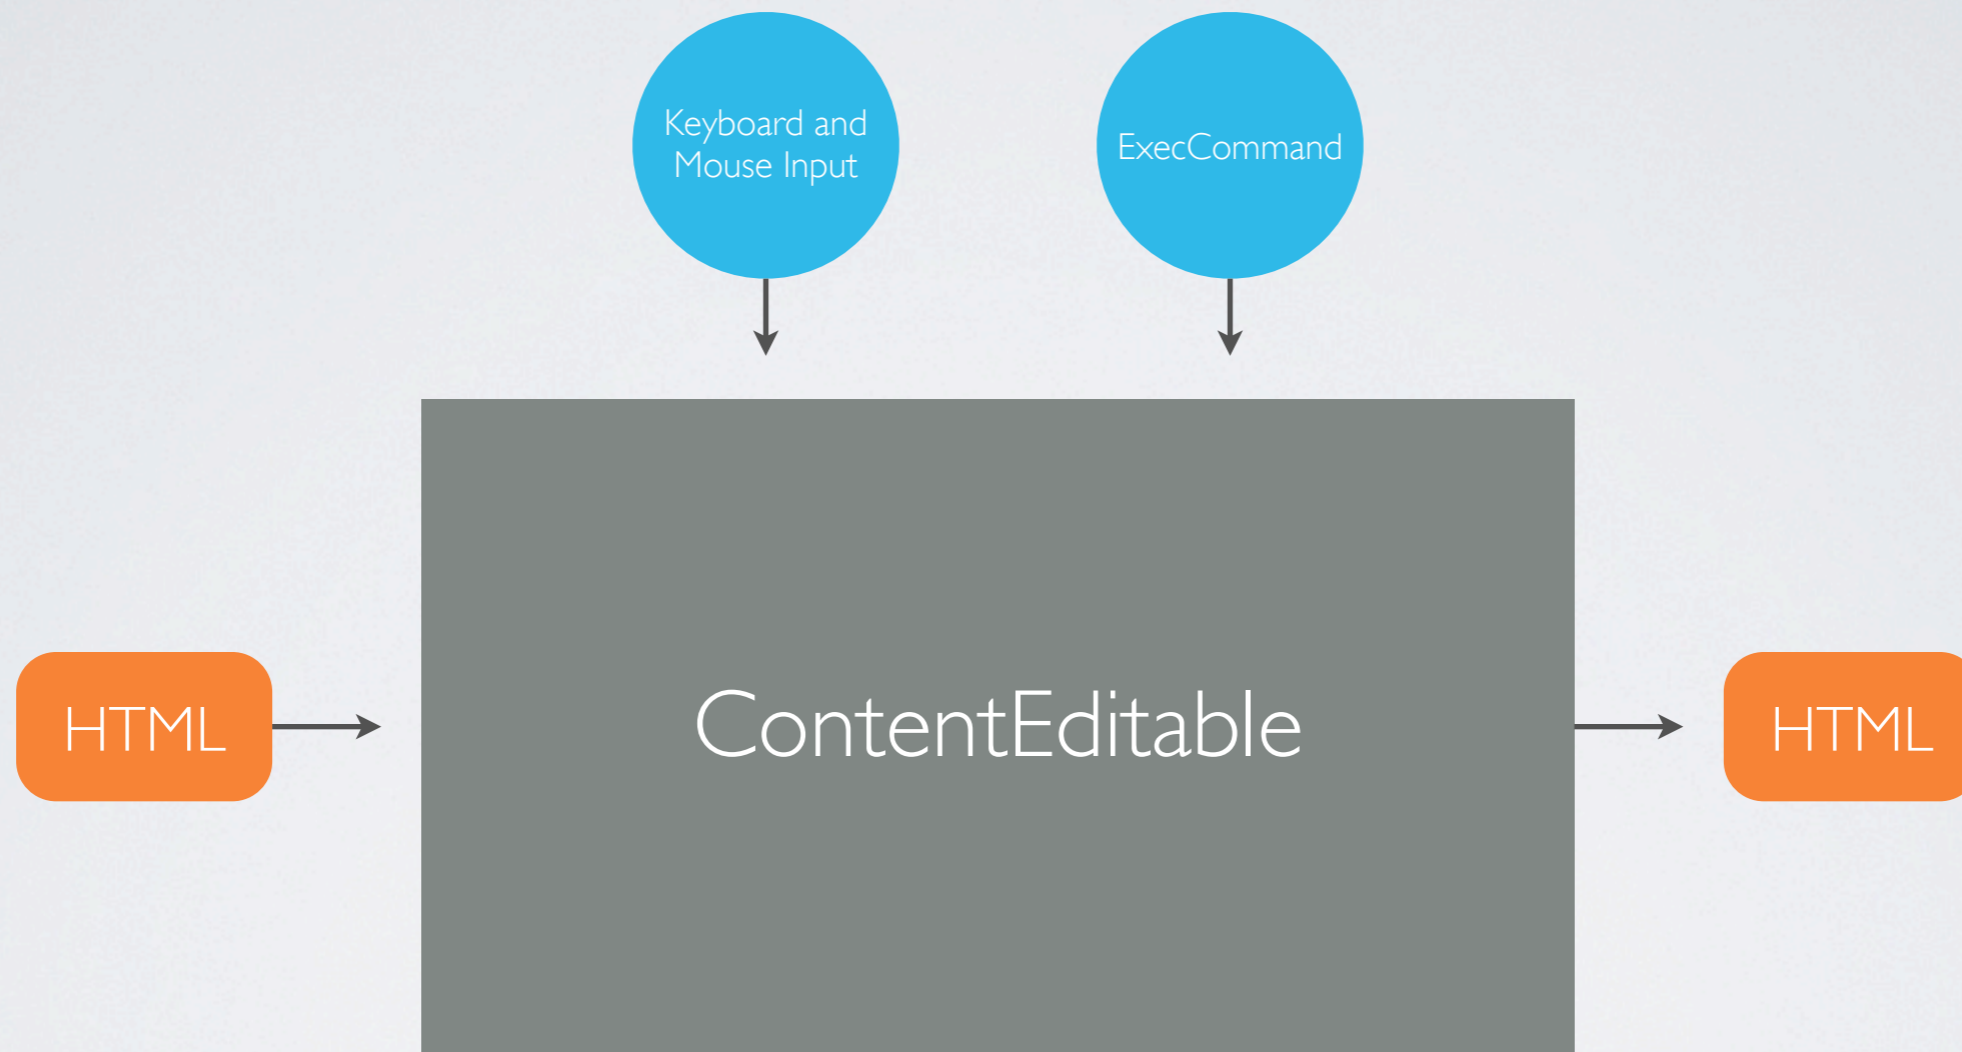 Keyboard and
Mouse Input
ExecCommand
HTML
ContentEditable
HTML